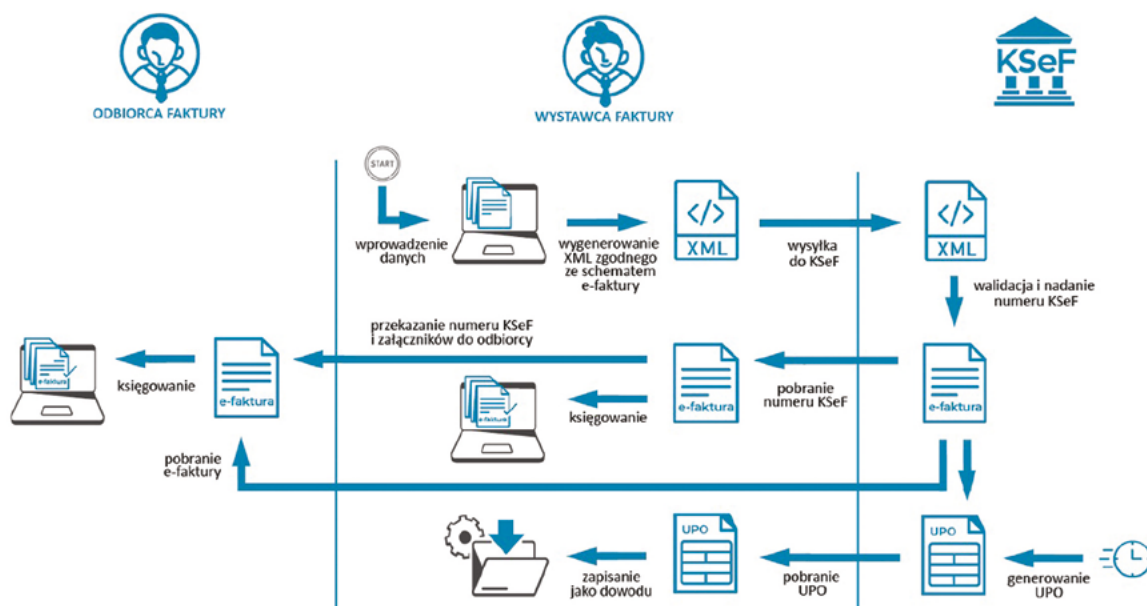 KSeF
ODBIORCA FAKTURY
WYSTAWCA FAKTURY
START
wprowadzenie
danych
wygenerowanie
XML zgodnego
ze schematem
e-faktury
</>
XML
wysyłka
do KSeF
</>
XML
walidacja i nadanie
numeru KSeF
przekazanie numeru KSeF
i załączników do odbiorcy
e-faktura
księgowanie
e-faktura
e-faktura
księgowanie
e-faktura
pobranie
numeru KSeF
e-faktura
pobranie
e-faktury
zapisanie
jako dowodu
UPO
pobranie
UPO
UPO
generowanie
UPO